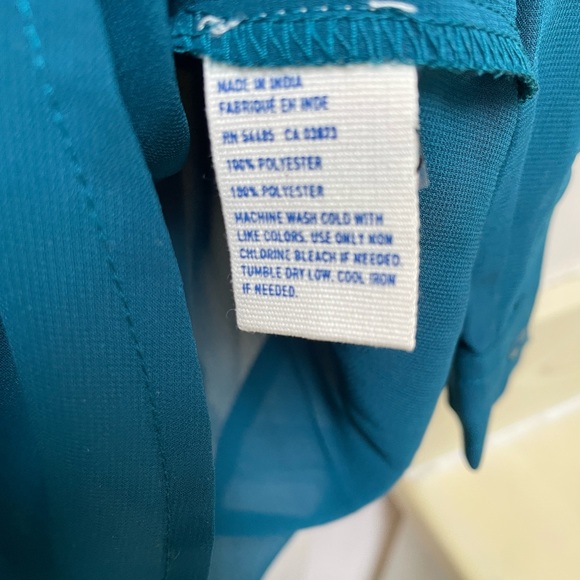 MADE IN INDIA
FABRIQUÉ EN INDE
RN 54485 CA 03873
100% POLYESTER
100% POLYESTER
MACHINE WASH COLD WITH
LIKE COLORS. USE ONLY NON
CHLORINE BLEACH IF NEEDED.
TUMBLE DRY LOW. COOL IRON
IF NEEDED.